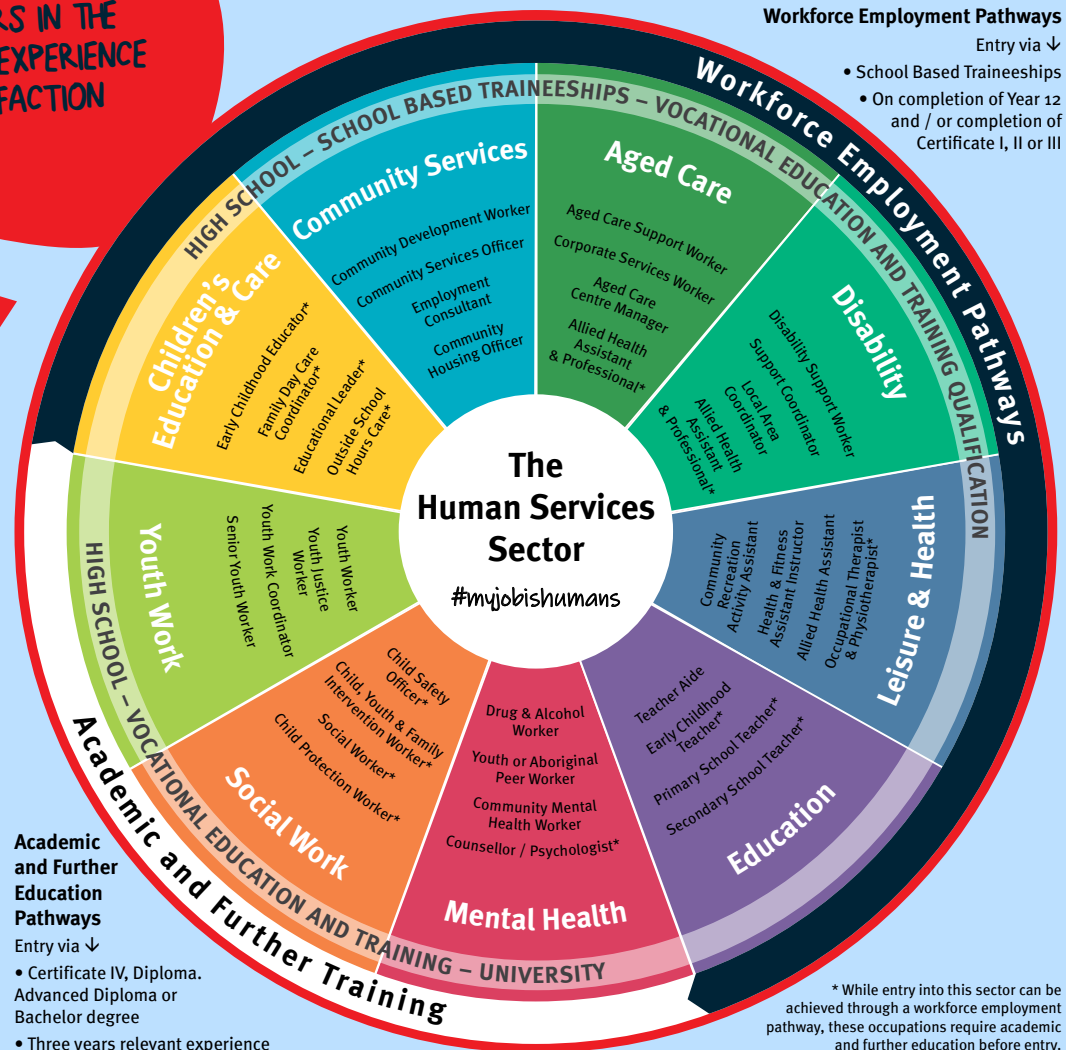 RS IN THE
EXPERIENCE
FACTION
Workforce Employment Pathways
Entry via ↓
• School Based Traineeships
• On completion of Year 12
and / or completion of
Certificate I, II or III
Workforce Employment Pathways
HIGH SCHOOL – SCHOOL BASED TRAINEESHIPS – VOCATIONAL EDUCATION AND TRAINING QUALIFICATION
Community Services
Community Development Worker
Community Services Officer
Employment
Consultant
Community
Housing Officer
Aged Care
Aged Care Support Worker
Corporate Services Worker
Aged Care
Centre Manager
Allied Health
Assistant
& Professional*
Disability
Disability Support Worker
Support Coordinator
Local Area
Coordinator
Allied Health
Assistant
& Professional*
Leisure & Health
Community
Recreation
Activity Assistant
Health & Fitness
Assistant Instructor
Allied Health Assistant
Occupational Therapist
& Physiotherapist*
Education
Teacher Aide
Early Childhood
Teacher*
Primary School Teacher*
Secondary School Teacher*
Mental Health
Drug & Alcohol
Worker
Youth or Aboriginal
Peer Worker
Community Mental
Health Worker
Counsellor / Psychologist*
Social Work
Child Safety
Officer*
Child, Youth & Family
Intervention Worker*
Social Worker*
Child Protection Worker*
Youth Work
Youth Worker
Youth Justice
Worker
Youth Work Coordinator
Senior Youth Worker
Children's
Education & Care
Early Childhood Educator*
Family Day Care
Coordinator*
Educational Leader*
Outside School
Hours Care*
The
Human Services
Sector
#myjobishumans
HIGH SCHOOL – VOCATIONAL EDUCATION AND TRAINING – UNIVERSITY
Academic and Further Training
Academic
and Further
Education
Pathways
Entry via ↓
• Certificate IV, Diploma.
Advanced Diploma or
Bachelor degree
• Three years relevant experience
* While entry into this sector can be
achieved through a workforce employment
pathway, these occupations require academic
and further education before entry.